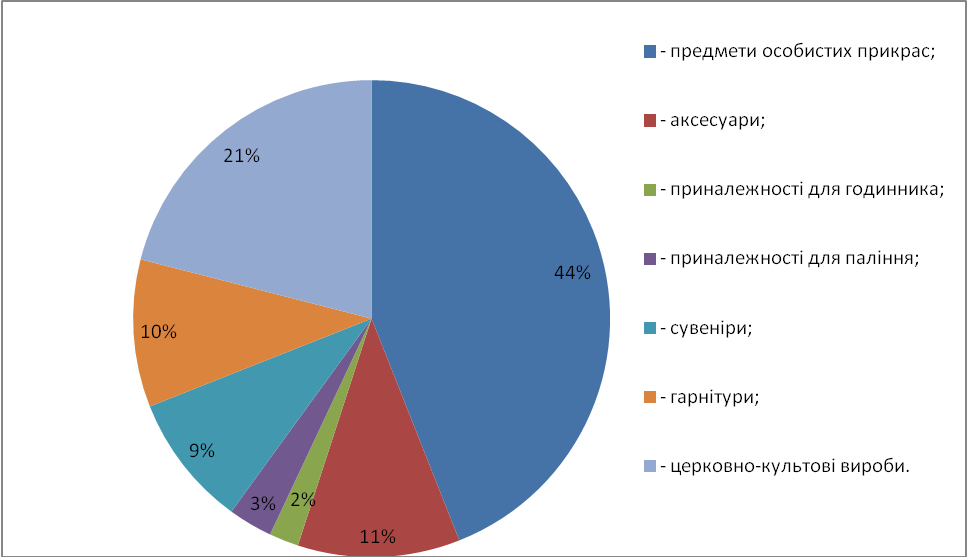 - предмети особистих прикрас;
- аксесуари;
- приналежності для годинника;
- приналежності для паління;
- сувеніри;
- гарнітури;
- церковно-культові вироби.
21%
44%
10%
9%
3%
2%
11%